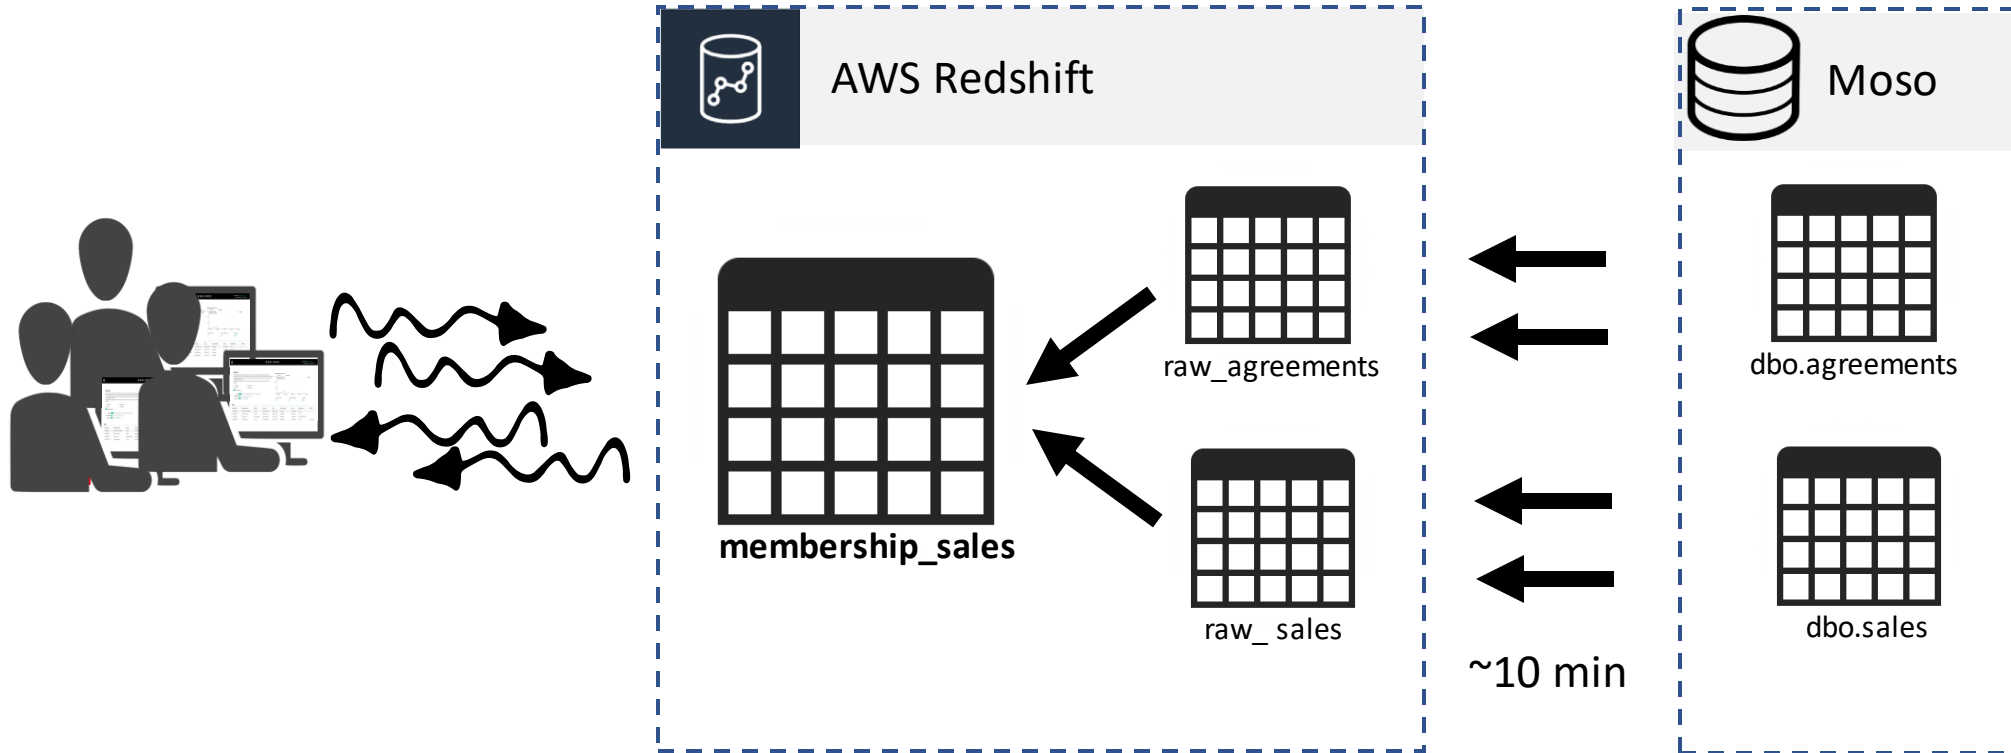 AWS Redshift
Moso
raw_agreements
dbo.agreements
membership_sales
raw_ sales
dbo.sales
~10 min